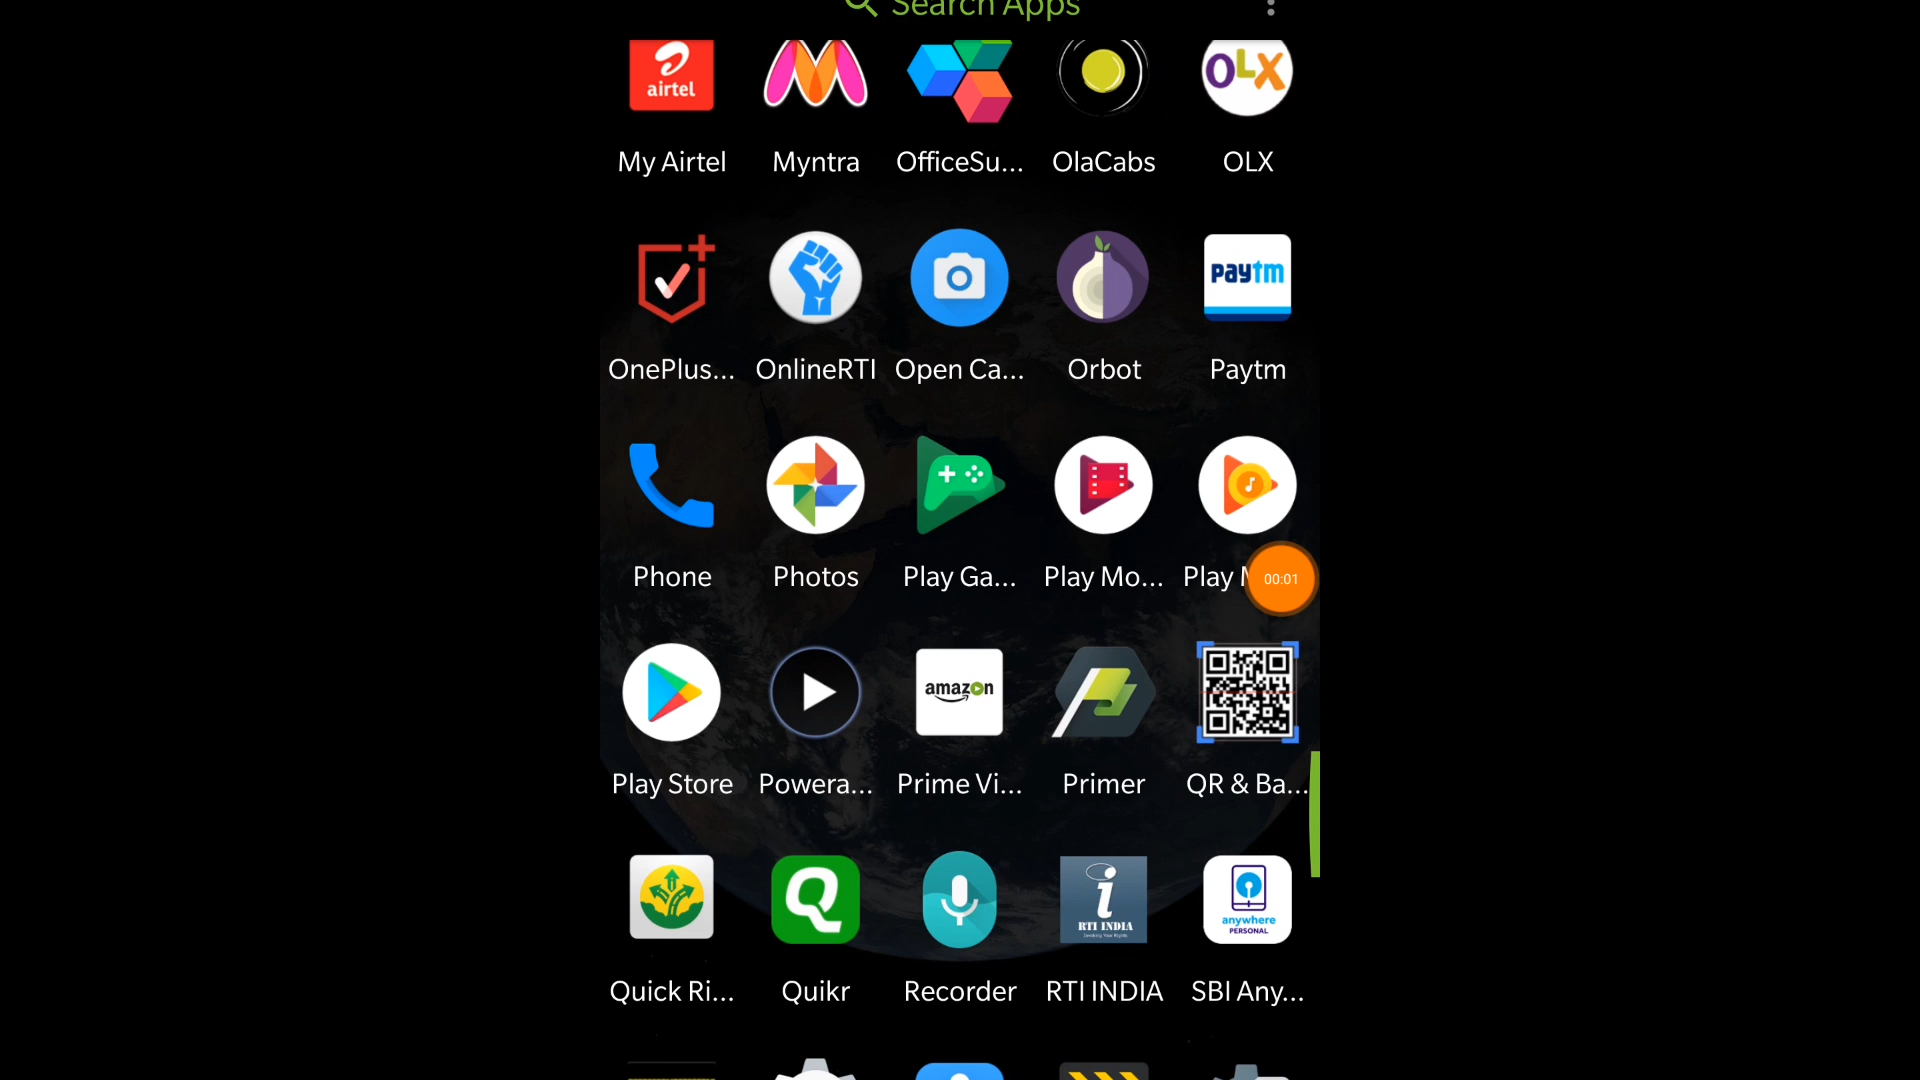 Search Apps
airtel
OLX
My Airtel Myntra OfficeSu... OlaCabs OLX
paytm
OnePlus... OnlineRTI Open Ca... Orbot Paytm
Phone Photos Play Ga... Play Mo... Play
00:01
amazon
Play Store Powera... Prime Vi... Primer QR & Ba...
Q
i
RTI INDIA
anywhere
PERSONAL
Quick Ri... Quikr Recorder RTI INDIA SBI Any...